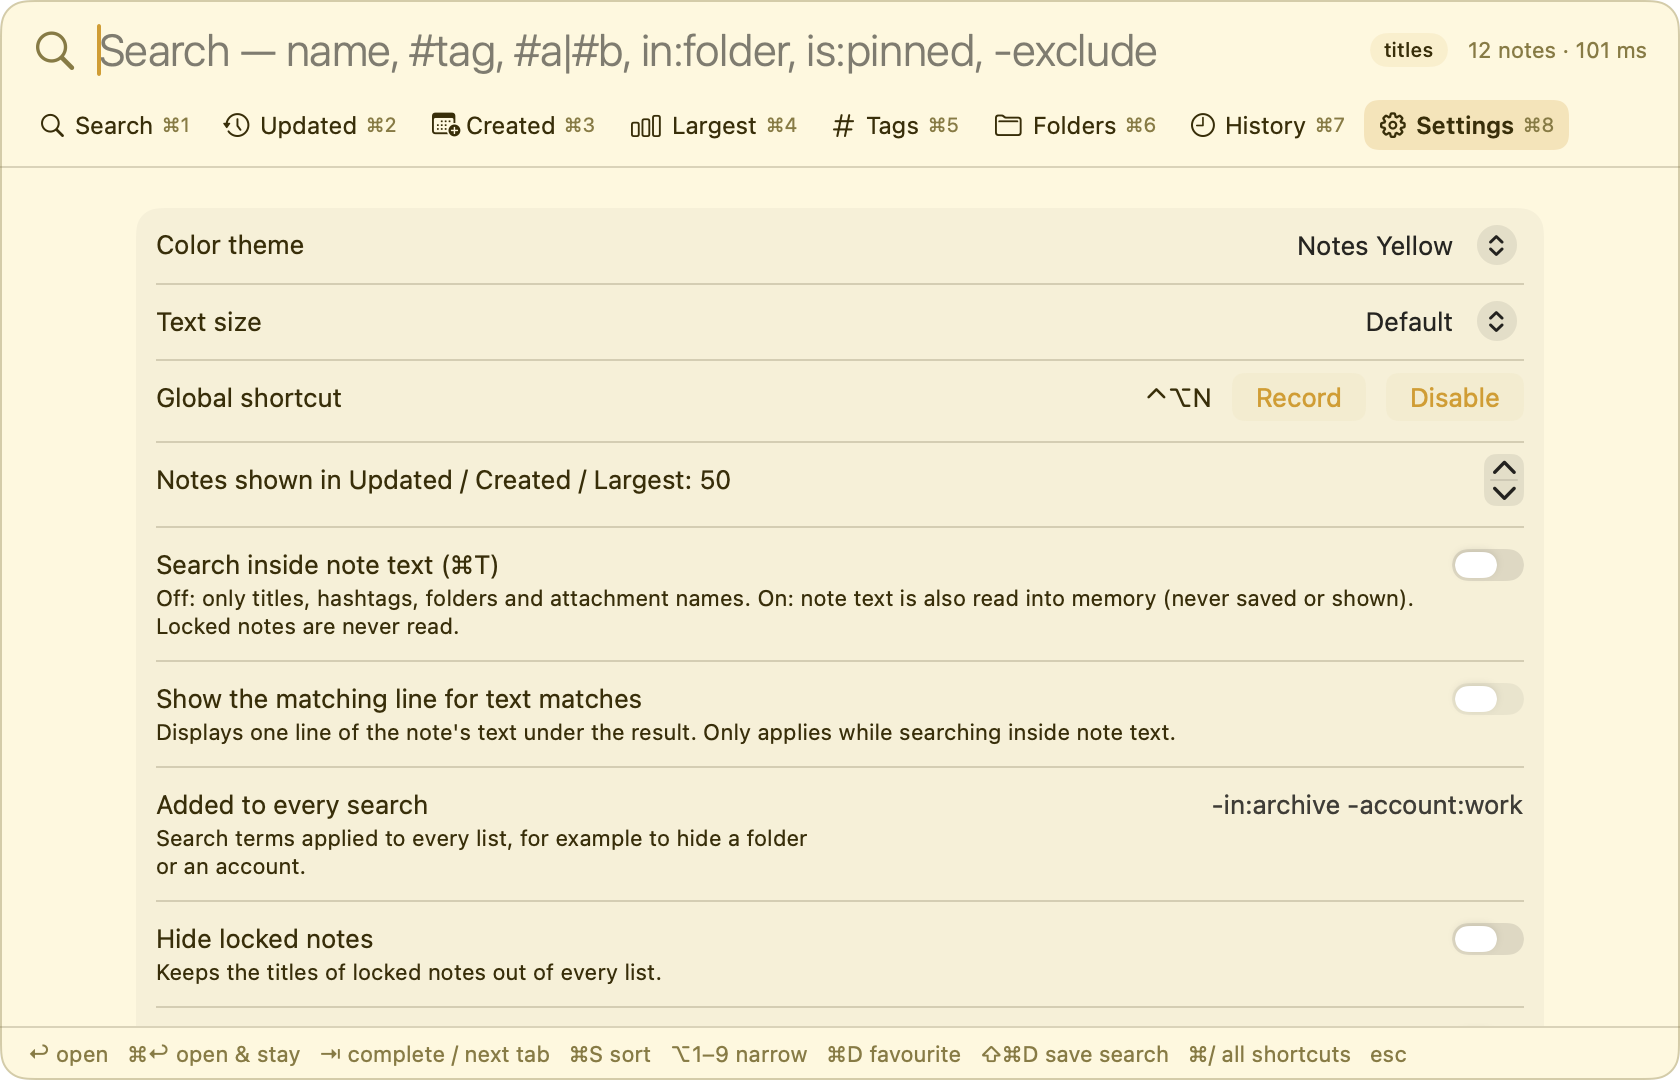 Search — name, #tag, #a|#b, in:folder, is:pinned, -exclude
titles
12 notes · 101 ms
Search ⌘1
Updated ⌘2
Created ⌘3
Largest ⌘4
Tags ⌘5
Folders ⌘6
History ⌘7
Settings ⌘8
Color theme
Notes Yellow
Text size
Default
Global shortcut
^⌥N
Record
Disable
Notes shown in Updated / Created / Largest: 50
Search inside note text (⌘T)
Off: only titles, hashtags, folders and attachment names. On: note text is also read into memory (never saved or shown).
Locked notes are never read.
Show the matching line for text matches
Displays one line of the note's text under the result. Only applies while searching inside note text.
Added to every search
-in:archive -account:work
Search terms applied to every list, for example to hide a folder
or an account.
Hide locked notes
Keeps the titles of locked notes out of every list.
↩ open ⌘↩ open & stay ⇥ complete / next tab ⌘S sort ⌥1–9 narrow ⌘D favourite ⇧⌘D save search ⌘/ all shortcuts esc